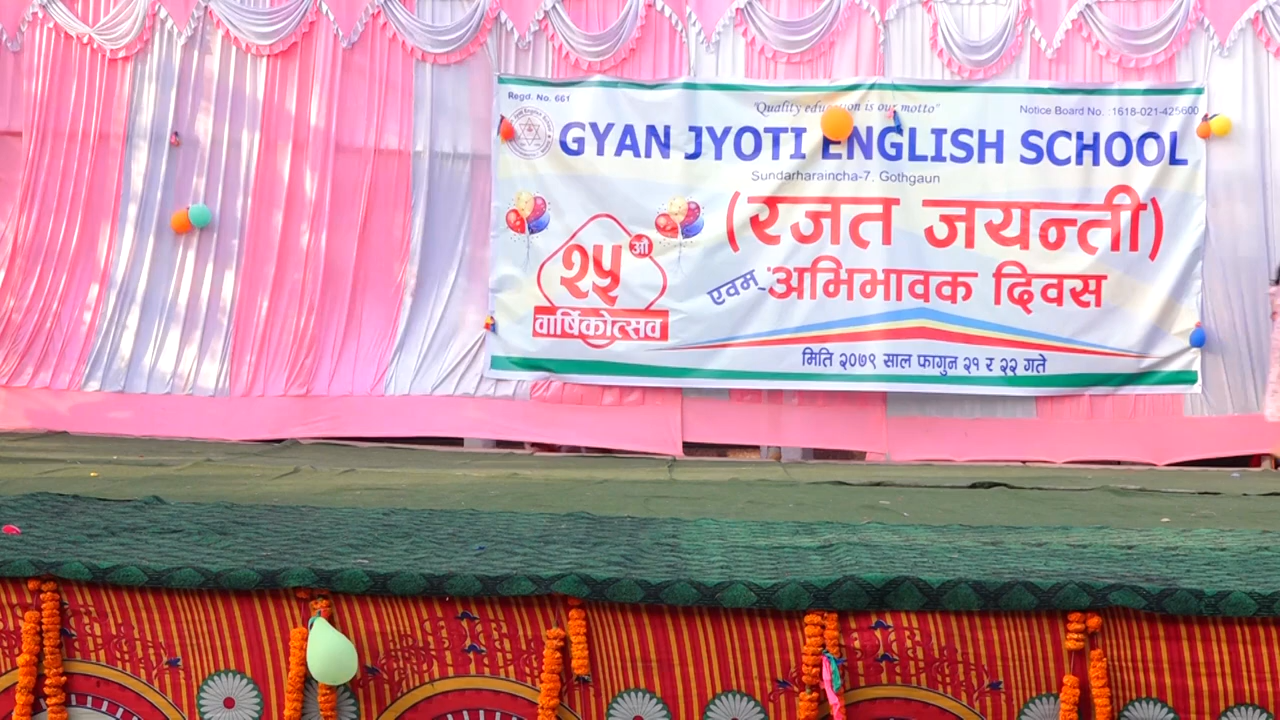 Regd. No. 661
"Quality education is our motto"
Notice Board No. :1618-021-425600
GYAN JYOTI ENGLISH SCHOOL
Sundarharaincha-7, Gothgaun
(रजत जयन्ती)
२५औं
वार्षिकोत्सव
एवम् अभिभावक दिवस
मिति २०७९ साल फागुन २१ र २२ गते